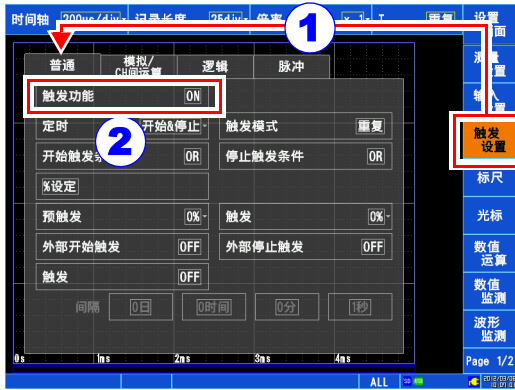 时间轴 200us/div 记录长度 25div 倍率 x 1 T 重复
设置
面
普通 模拟/ 逻辑 脉冲
CH间运算
测量
置
触发功能 ON
输入
置
定时 开始&停止 触发模式 重复
触发
设置
开始触发 OR 停止触发条件 OR
标尺
%设定
预触发 0% 触发 0%
光标
外部开始触发 OFF 外部停止触发 OFF
数值
运算
触发 OFF
数值
监测
间隔 0日 0时间 0分 1秒
波形
监测
0s 1ms 2ms 3ms 4ms
Page 1/2
ALL
1
2